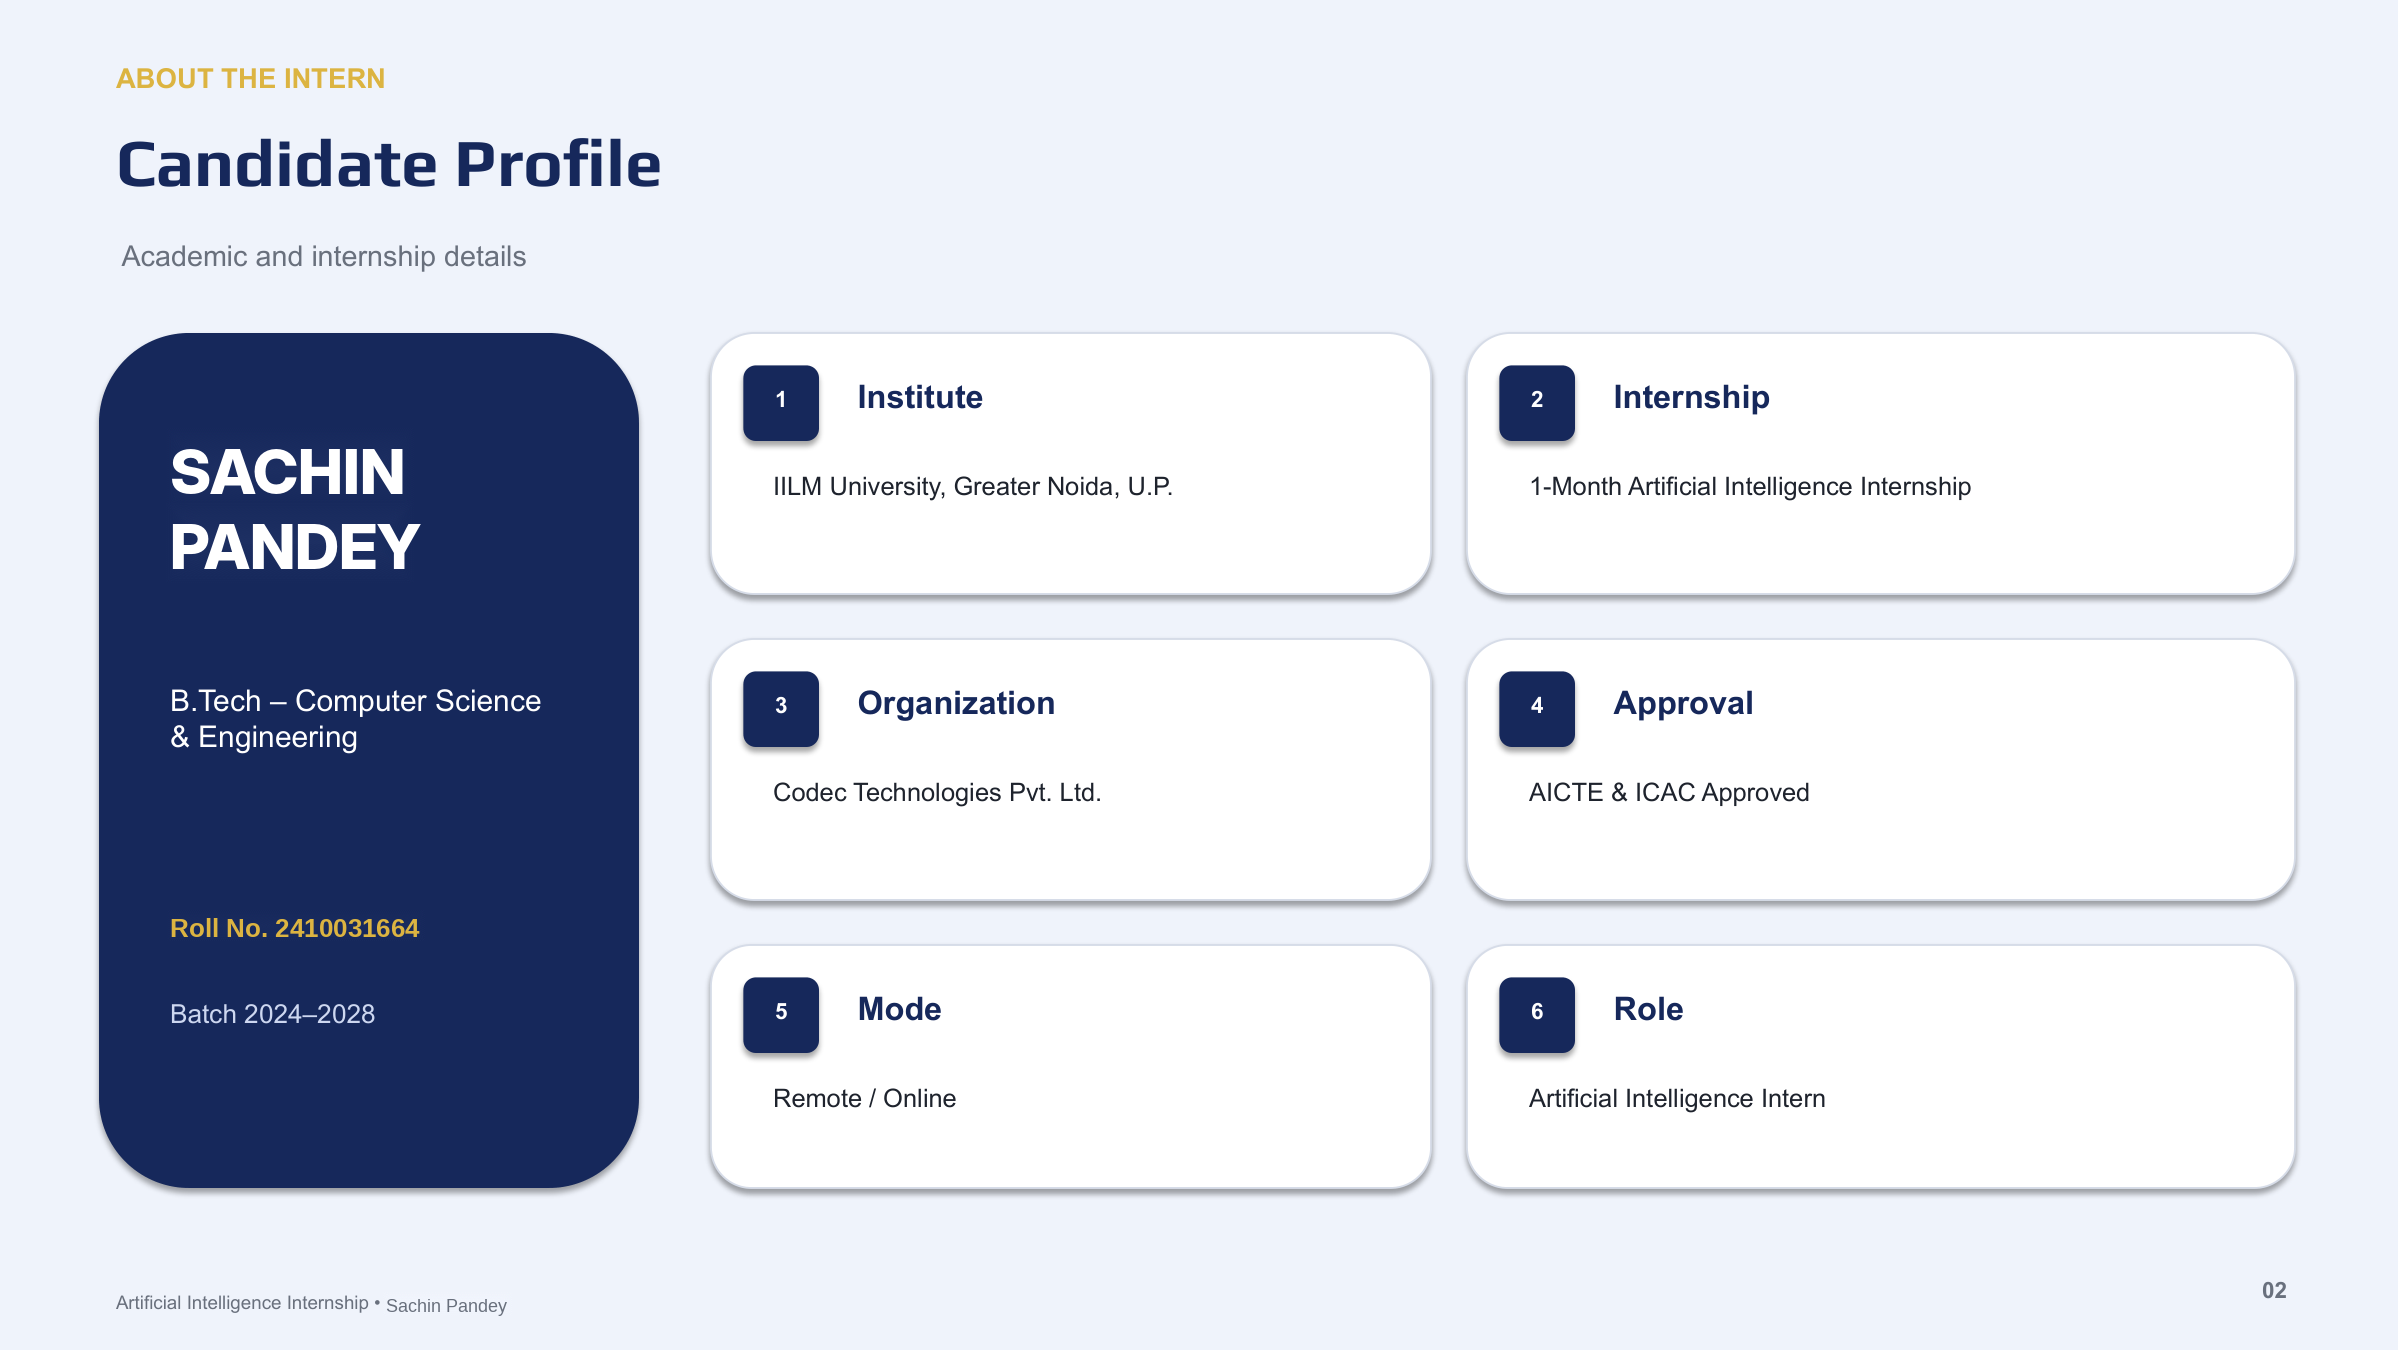 ABOUT THE INTERN
Candidate Profile
Academic and internship details
SACHIN
PANDEY
B.Tech – Computer Science
& Engineering
Roll No. 2410031664
Batch 2024–2028
1 Institute
IILM University, Greater Noida, U.P.
2 Internship
1-Month Artificial Intelligence Internship
3 Organization
Codec Technologies Pvt. Ltd.
4 Approval
AICTE & ICAC Approved
5 Mode
Remote / Online
6 Role
Artificial Intelligence Intern
Artificial Intelligence Internship • Sachin Pandey
02